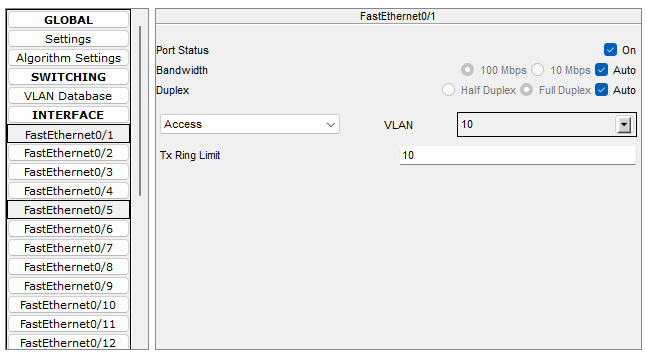 GLOBAL
Settings
Algorithm Settings
SWITCHING
VLAN Database
INTERFACE
FastEthernet0/1
FastEthernet0/2
FastEthernet0/3
FastEthernet0/4
FastEthernet0/5
FastEthernet0/6
FastEthernet0/7
FastEthernet0/8
FastEthernet0/9
FastEthernet0/10
FastEthernet0/11
FastEthernet0/12
FastEthernet0/1
Port Status On
Bandwidth 100 Mbps 10 Mbps Auto
Duplex Half Duplex Full Duplex Auto
Access VLAN 10
Tx Ring Limit 10